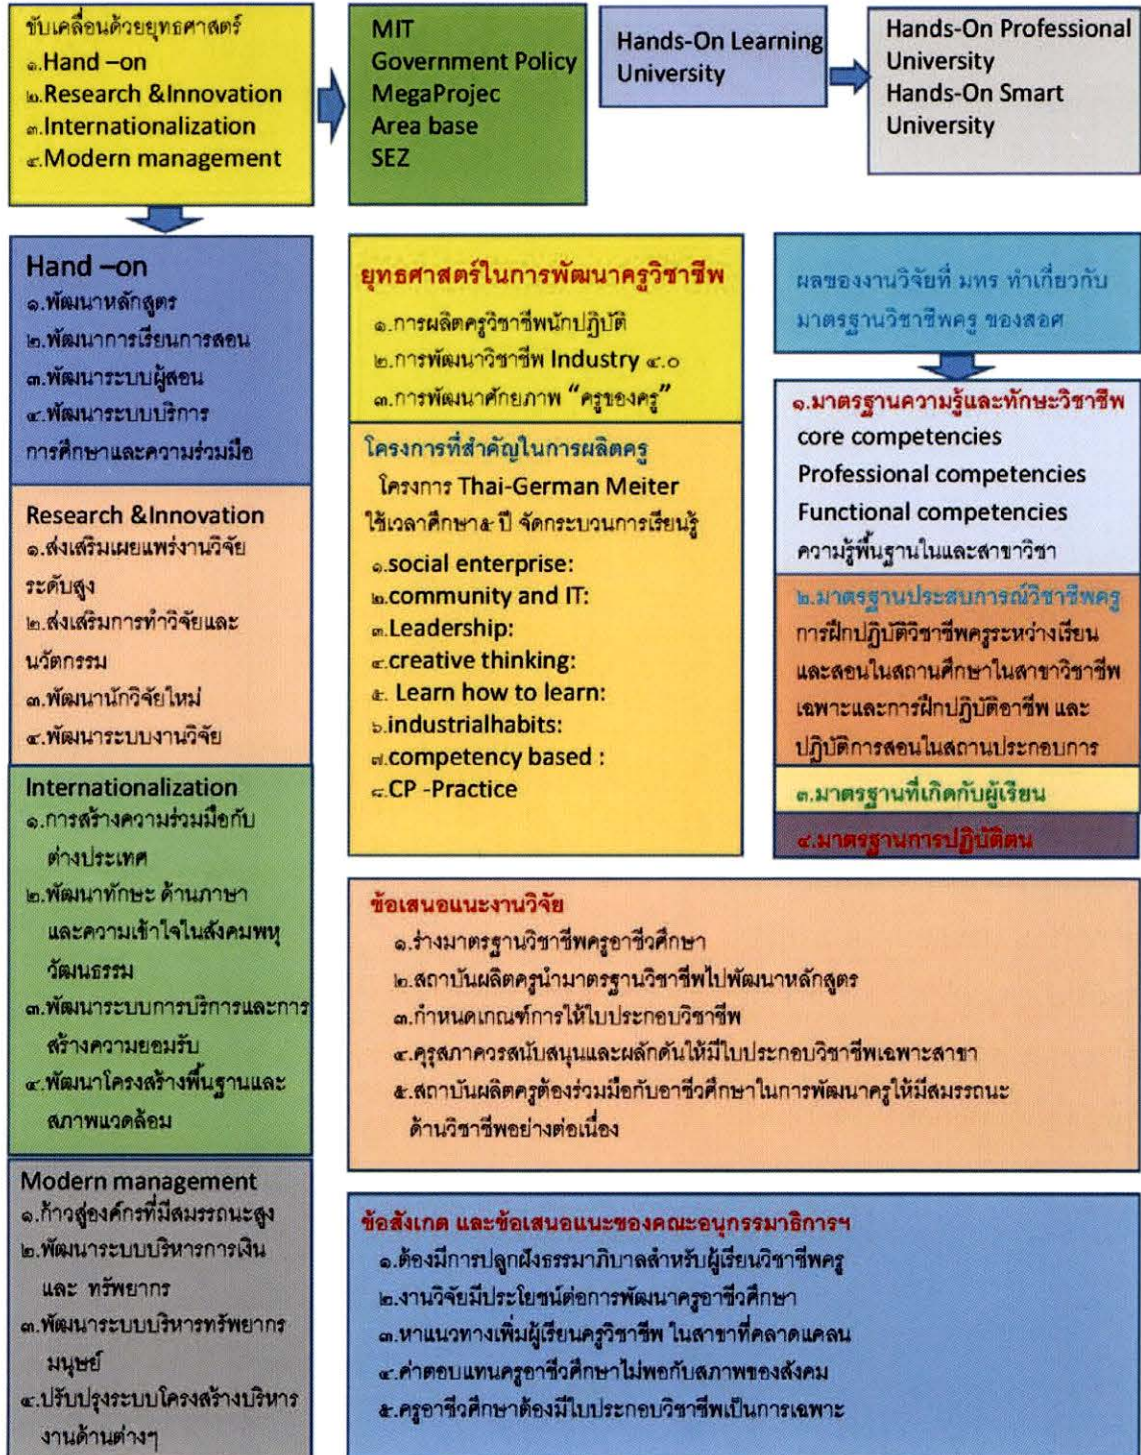 ขับเคลื่อนด้วยยุทธศาสตร์
๑.Hand –on
๒.Research &Innovation
๓.Internationalization
๔.Modern management
MIT
Government Policy
MegaProjec
Area base
SEZ
Hands-On Learning
University
Hands-On Professional
University
Hands-On Smart
University
Hand –on
๑.พัฒนาหลักสูตร
๒.พัฒนาการเรียนการสอน
๓.พัฒนาระบบผู้สอน
๔.พัฒนาระบบบริการ
การศึกษาและความร่วมมือ
Research &Innovation
๑.ส่งเสริมเผยแพร่งานวิจัย
ระดับสูง
๒.ส่งเสริมการทำวิจัยและ
นวัตกรรม
๓.พัฒนานักวิจัยใหม่
๔.พัฒนาระบบงานวิจัย
Internationalization
๑.การสร้างความร่วมมือกับ
ต่างประเทศ
๒.พัฒนาทักษะ ด้านภาษา
และความเข้าใจในสังคมพหุ
วัฒนธรรม
๓.พัฒนาระบบการบริการและการ
สร้างความยอมรับ
๔.พัฒนาโครงสร้างพื้นฐานและ
สภาพแวดล้อม
Modern management
๑.ก้าวสู่องค์กรที่มีสมรรถนะสูง
๒.พัฒนาระบบบริหารการเงิน
และ ทรัพยากร
๓.พัฒนาระบบบริหารทรัพยากร
มนุษย์
๔.ปรับปรุงระบบโครงสร้างบริหาร
งานด้านต่างๆ
ยุทธศาสตร์ในการพัฒนาครูวิชาชีพ
๑.การผลิตครูวิชาชีพนักปฏิบัติ
๒.การพัฒนาวิชาชีพ Industry ๔.๐
๓.การพัฒนาศักยภาพ “ครูของครู”
โครงการที่สำคัญในการผลิตครู
โครงการ Thai-German Meiter
ใช้เวลาศึกษา๕ ปี จัดกระบวนการเรียนรู้
๑.social enterprise:
๒.community and IT:
๓.Leadership:
๔.creative thinking:
๕. Learn how to learn:
๖.industrialhabits:
๗.competency based :
๘.CP -Practice
ผลของงานวิจัยที่ มทร ทำเกี่ยวกับ
มาตรฐานวิชาชีพครู ของสอศ
๑.มาตรฐานความรู้และทักษะวิชาชีพ
core competencies
Professional competencies
Functional competencies
ความรู้พื้นฐานในและสาขาวิชา
๒.มาตรฐานประสบการณ์วิชาชีพครู
การฝึกปฏิบัติวิชาชีพครูระหว่างเรียน
และสอนในสถานศึกษาในสาขาวิชาชีพ
เฉพาะและการฝึกปฏิบัติอาชีพ และ
ปฏิบัติการสอนในสถานประกอบการ
๓.มาตรฐานที่เกิดกับผู้เรียน
๔.มาตรฐานการปฏิบัติตน
ข้อเสนอแนะงานวิจัย
๑.ร่างมาตรฐานวิชาชีพครูอาชีวศึกษา
๒.สถาบันผลิตครูนำมาตรฐานวิชาชีพไปพัฒนาหลักสูตร
๓.กำหนดเกณฑ์การให้ใบประกอบวิชาชีพ
๔.คุรุสภาควรสนับสนุนและผลักดันให้มีใบประกอบวิชาชีพเฉพาะสาขา
๕.สถาบันผลิตครูต้องร่วมมือกับอาชีวศึกษาในการพัฒนาครูให้มีสมรรถนะ
ด้านวิชาชีพอย่างต่อเนื่อง
ข้อสังเกต และข้อเสนอแนะของคณะอนุกรรมาธิการฯ
๑.ต้องมีการปลูกฝังธรรมาภิบาลสำหรับผู้เรียนวิชาชีพครู
๒.งานวิจัยมีประโยชน์ต่อการพัฒนาครูอาชีวศึกษา
๓.หาแนวทางเพิ่มผู้เรียนครูวิชาชีพ ในสาขาที่คลาดแคลน
๔.ค่าตอบแทนครูอาชีวศึกษาไม่พอกับสภาพของสังคม
๕.ครูอาชีวศึกษาต้องมีใบประกอบวิชาชีพเป็นการเฉพาะ